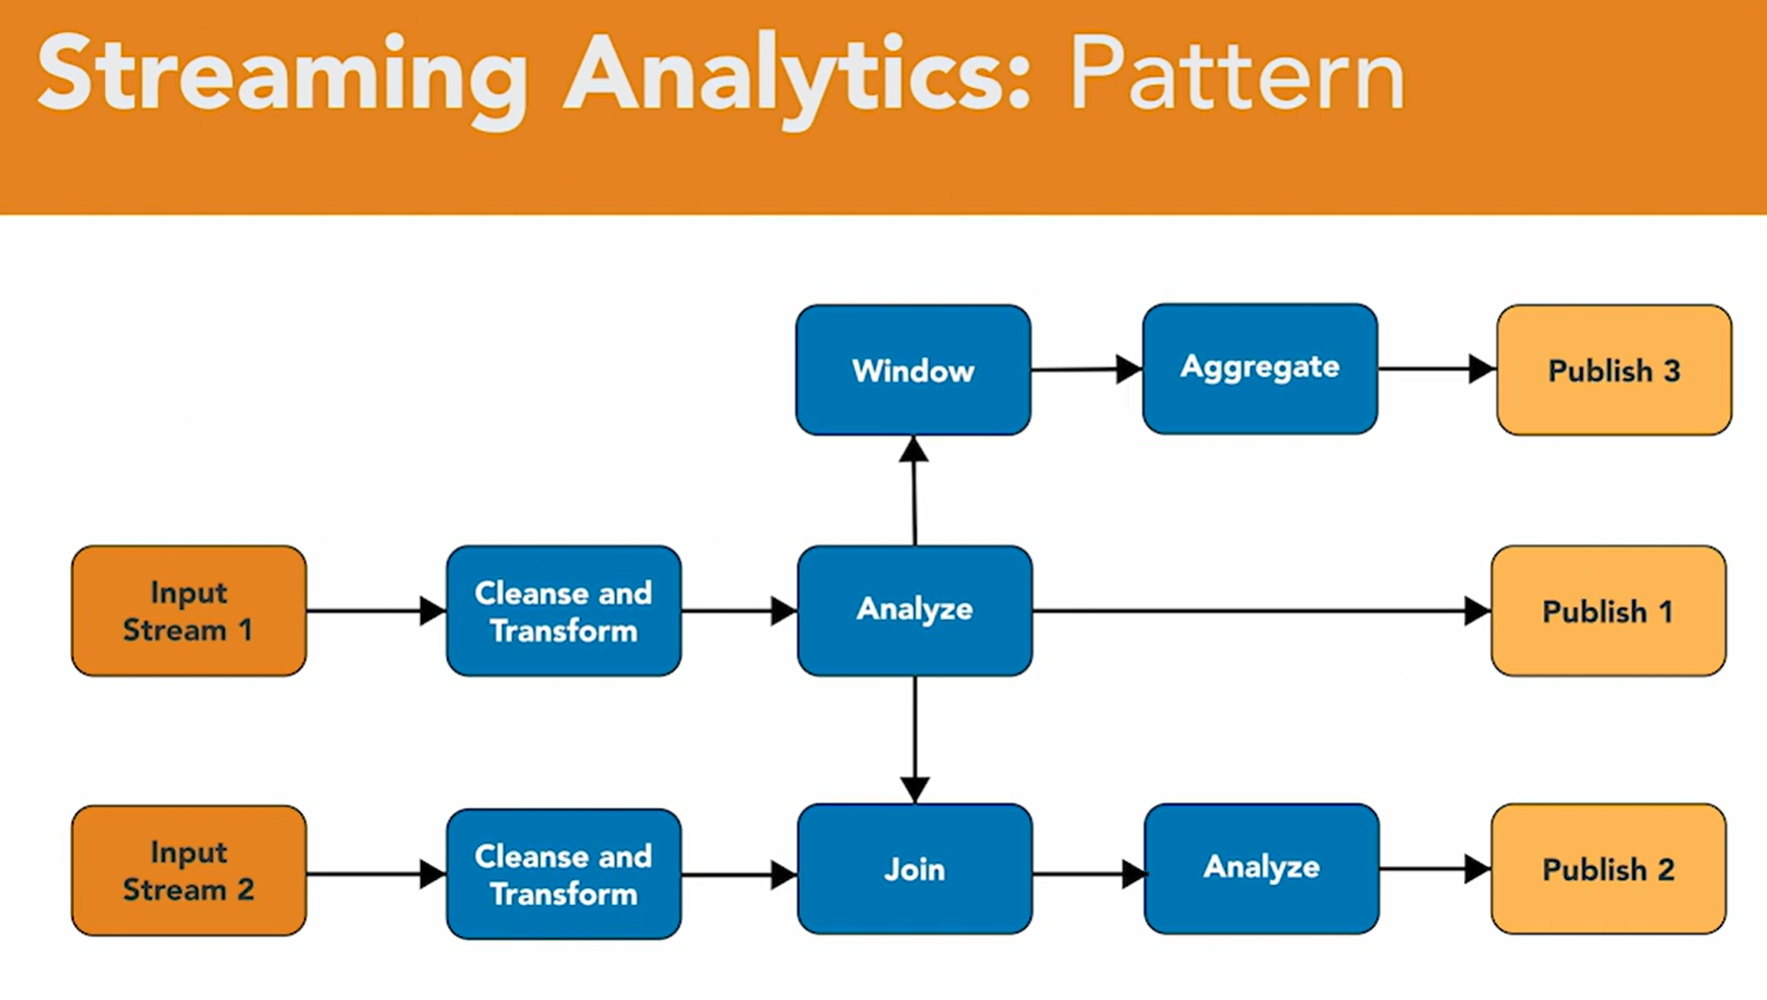 Streaming Analytics: Pattern
Window
Aggregate
Publish 3
Input
Stream 1
Cleanse and
Transform
Analyze
Publish 1
Input
Stream 2
Cleanse and
Transform
Join
Analyze
Publish 2